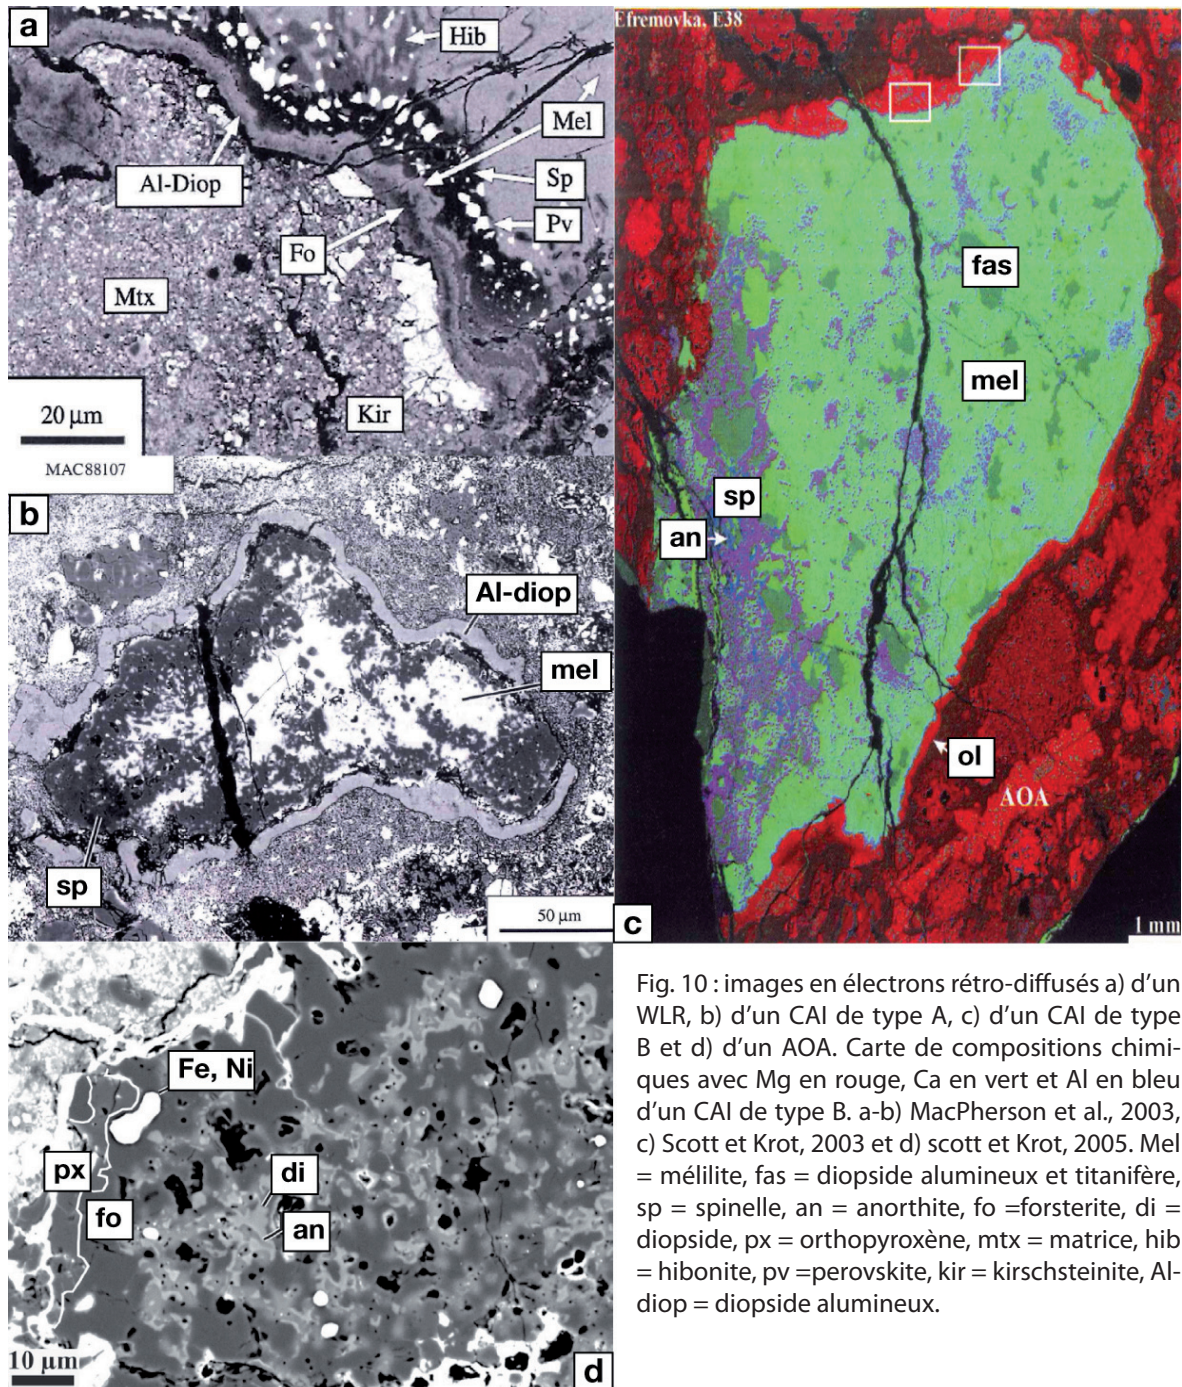 a
Hib
Mel
Al-Diop
Sp
Pv
Fo
Mtx
Kir
20 µm
MAC88107
b
Al-diop
mel
sp
50 µm
Efremovka, E38
fas
mel
sp
an
ol
AOA
c
1 mm
Fe, Ni
px
di
fo
an
10 µm
d
Fig. 10 : images en électrons rétro-diffusés a) d'un
WLR, b) d'un CAI de type A, c) d'un CAI de type
B et d) d'un AOA. Carte de compositions chimi-
ques avec Mg en rouge, Ca en vert et Al en bleu
d'un CAI de type B. a-b) MacPherson et al., 2003,
c) Scott et Krot, 2003 et d) scott et Krot, 2005. Mel
= mélilite, fas = diopside alumineux et titanifère,
sp = spinelle, an = anorthite, fo =forsterite, di =
diopside, px = orthopyroxène, mtx = matrice, hib
= hibonite, pv =perovskite, kir = kirschsteinite, Al-
diop = diopside alumineux.